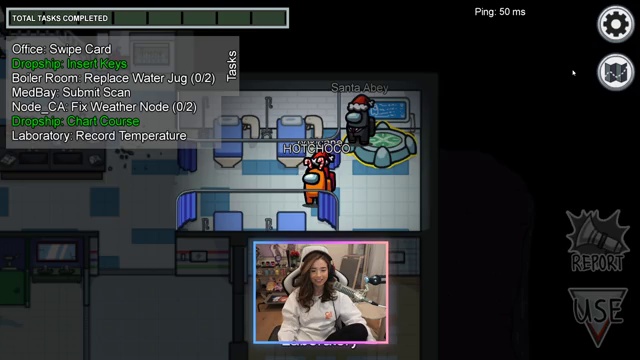 TOTAL TASKS COMPLETED
Ping: 50 ms
Office: Swipe Card
Dropship: Insert Keys
Boiler Room: Replace Water Jug (0/2)
MedBay: Submit Scan
Node_CA: Fix Weather Node (0/2)
Dropship: Chart Course
Laboratory: Record Temperature
Tasks
Santa Abey
HOTCHOCO
REPORT
USE